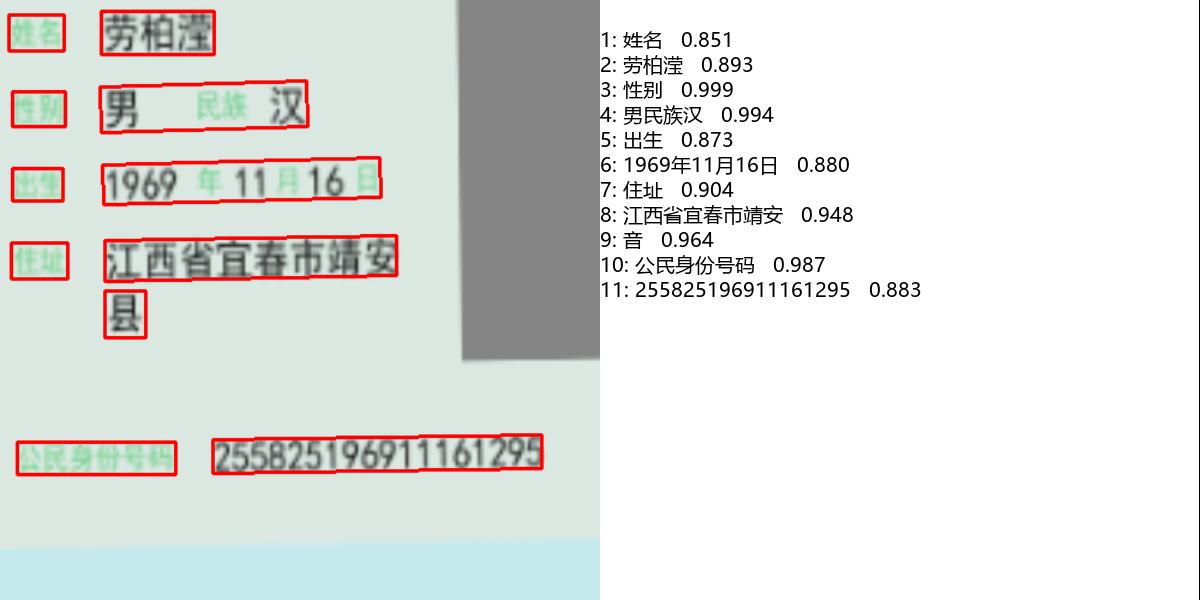 姓名 劳柏滢
性别 男 民族 汉
出生 1969 年 11 月 16 日
住址 江西省宜春市靖安
县
公民身份号码 255825196911161295
1: 姓名 0.851
2: 劳柏滢 0.893
3: 性别 0.999
4: 男民族汉 0.994
5: 出生 0.873
6: 1969年11月16日 0.880
7: 住址 0.904
8: 江西省宜春市靖安 0.948
9: 音 0.964
10: 公民身份号码 0.987
11: 255825196911161295 0.883